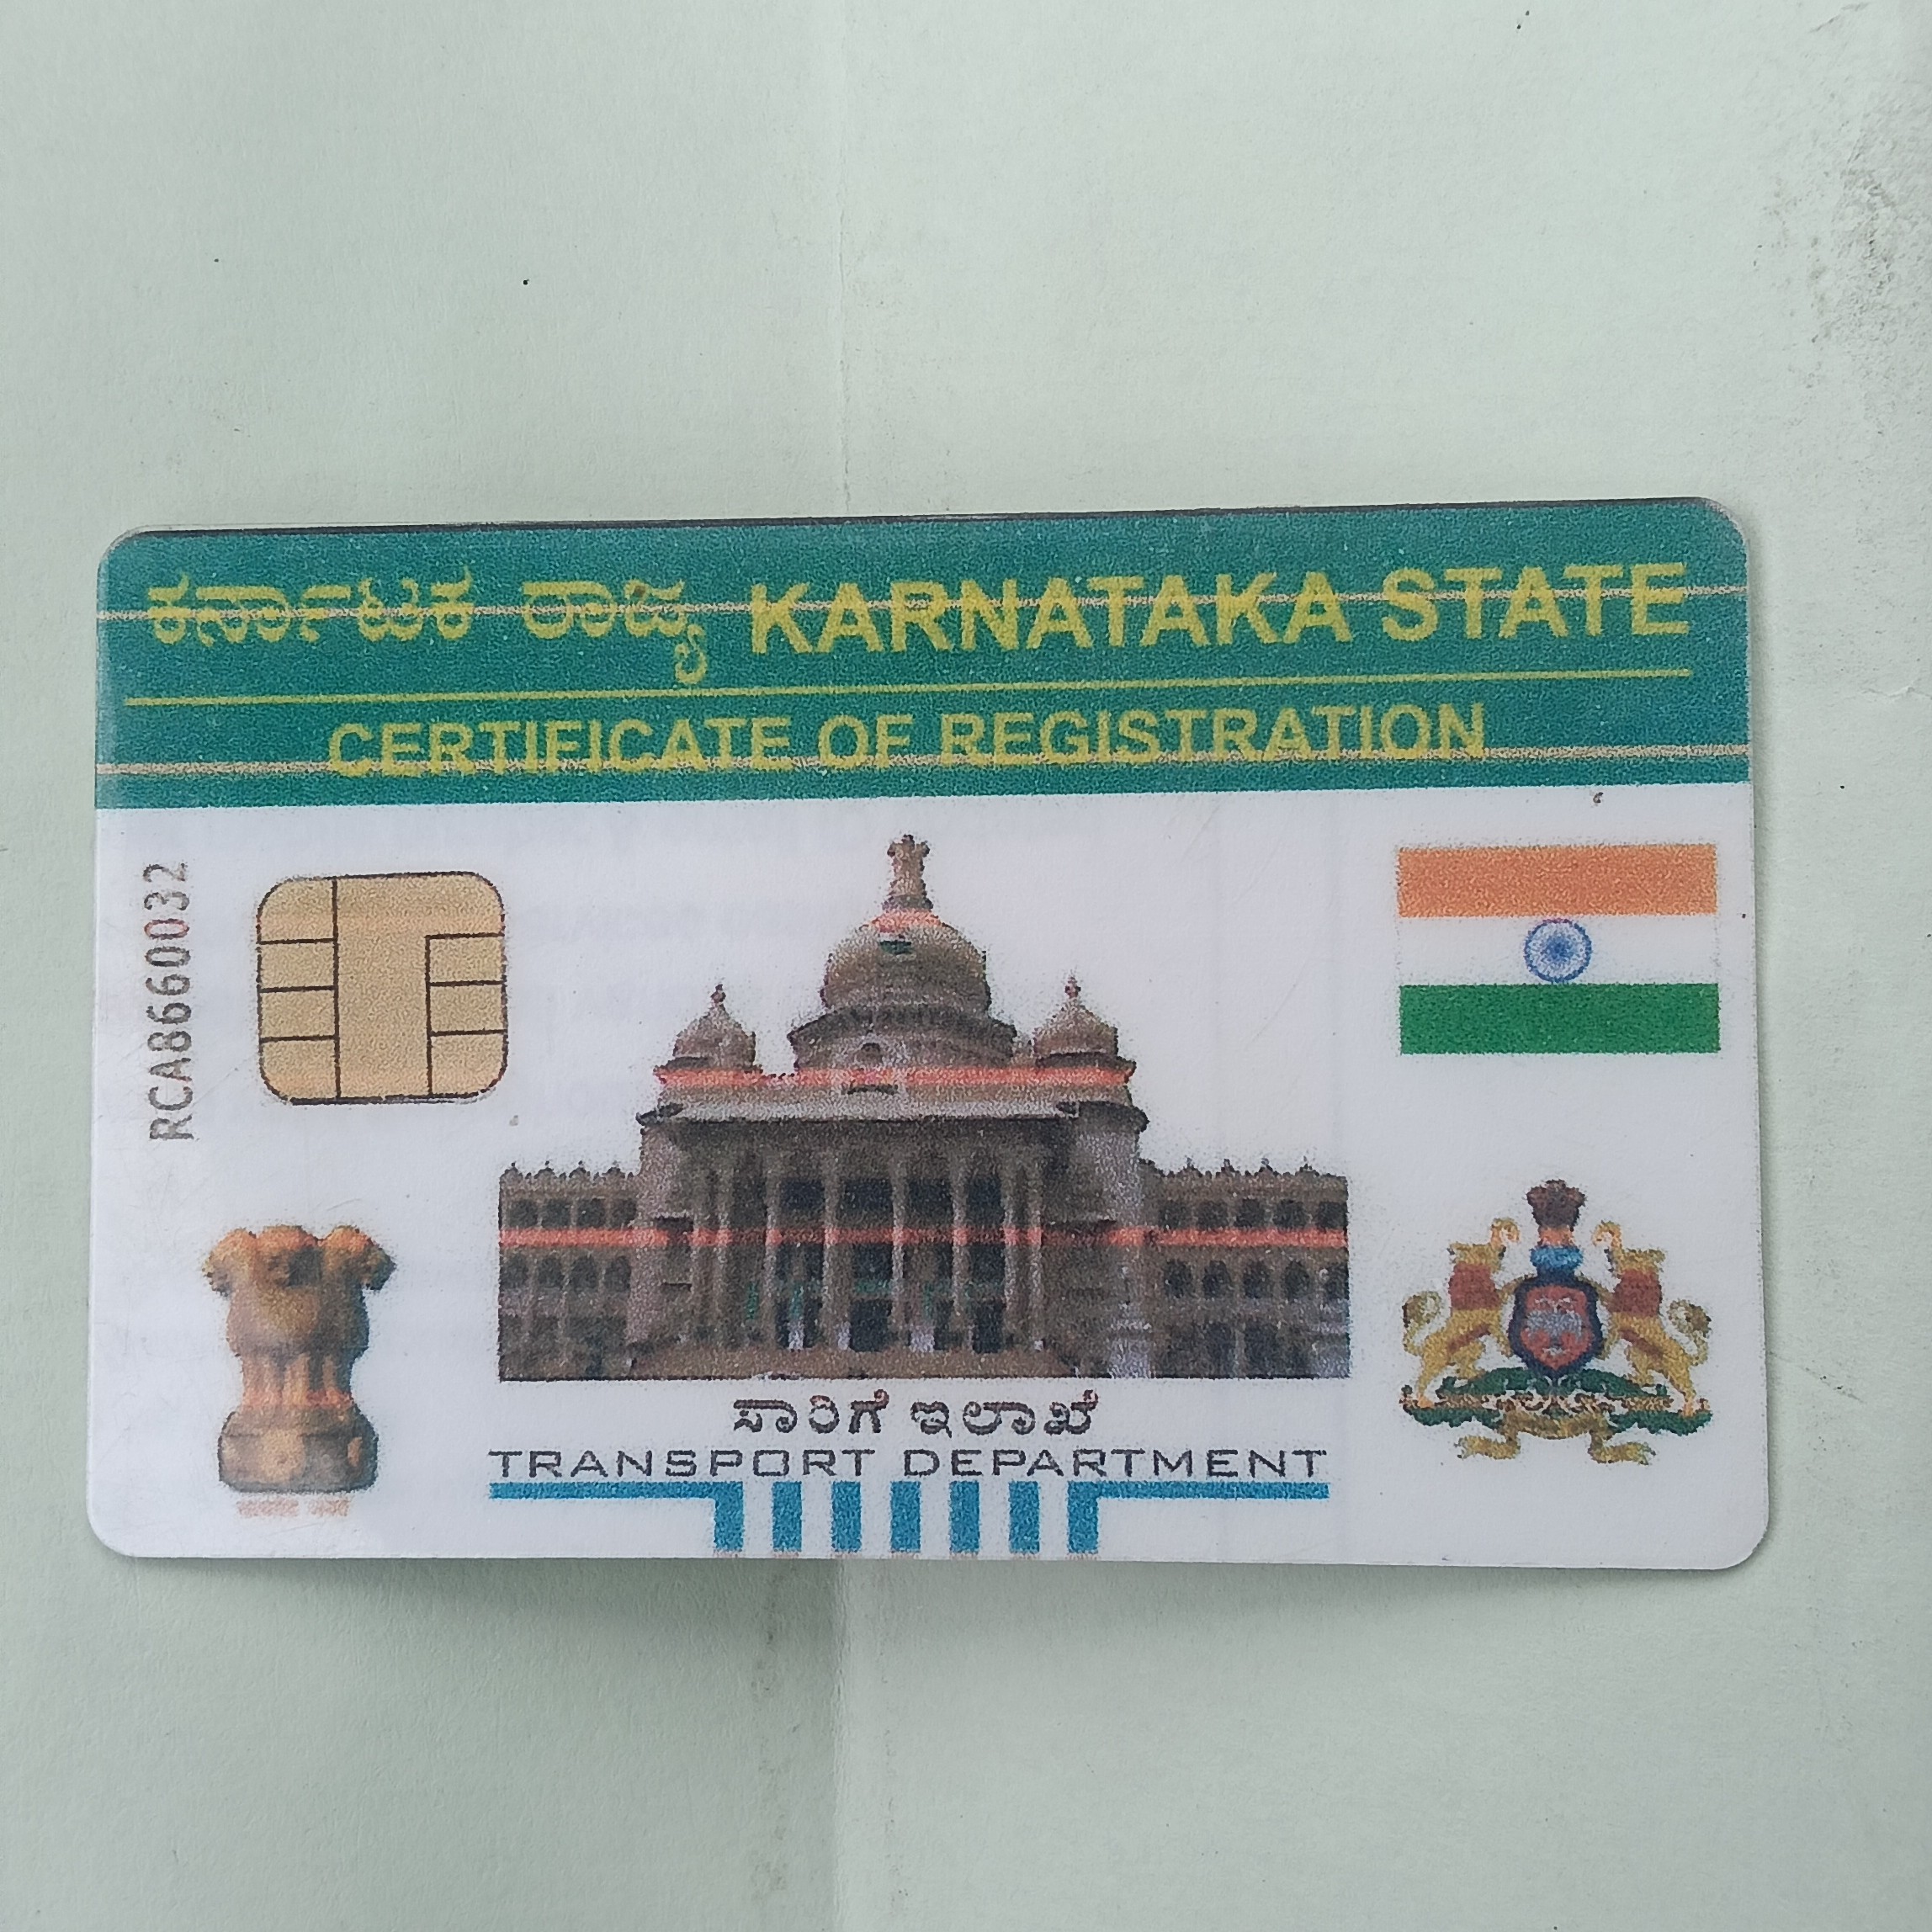 ಕರ್ನಾಟಕ ರಾಜ್ಯ KARNATAKA STATE
CERTIFICATE OF REGISTRATION
RCA8660032
ಸಾರಿಗೆ ಇಲಾಖೆ
TRANSPORT DEPARTMENT